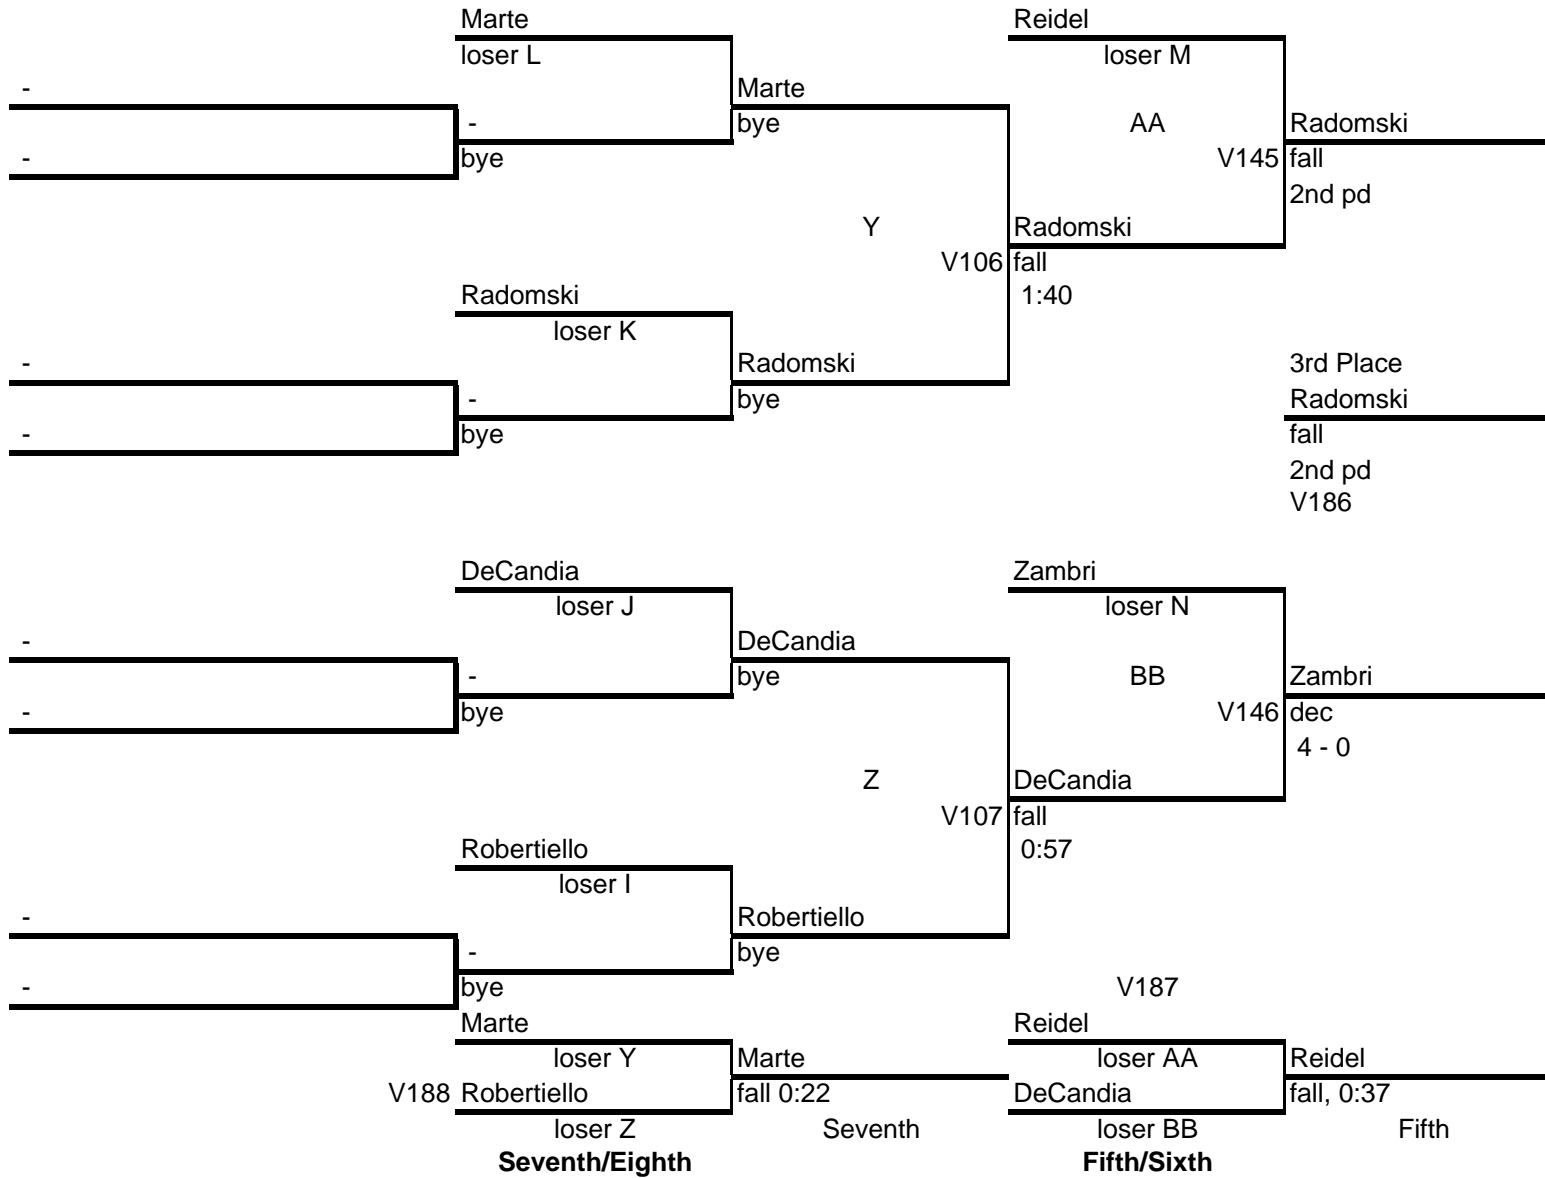 Marte Reidel
loser L loser M
- Marte
- bye AA Radomski
- bye V145 fall
2nd pd
Y Radomski
V106 fall
Radomski 1:40
loser K
- Radomski 3rd Place
- bye Radomski
- bye fall
2nd pd
V186
DeCandia Zambri
loser J loser N
- DeCandia
- bye BB Zambri
- bye V146 dec
4 - 0
Z DeCandia
V107 fall
Robertiello 0:57
loser I
- Robertiello
- bye
- bye V187
Marte Reidel
loser Y Marte loser AA Reidel
V188 Robertiello fall 0:22 DeCandia fall, 0:37
loser Z Seventh loser BB Fifth
Seventh/Eighth Fifth/Sixth